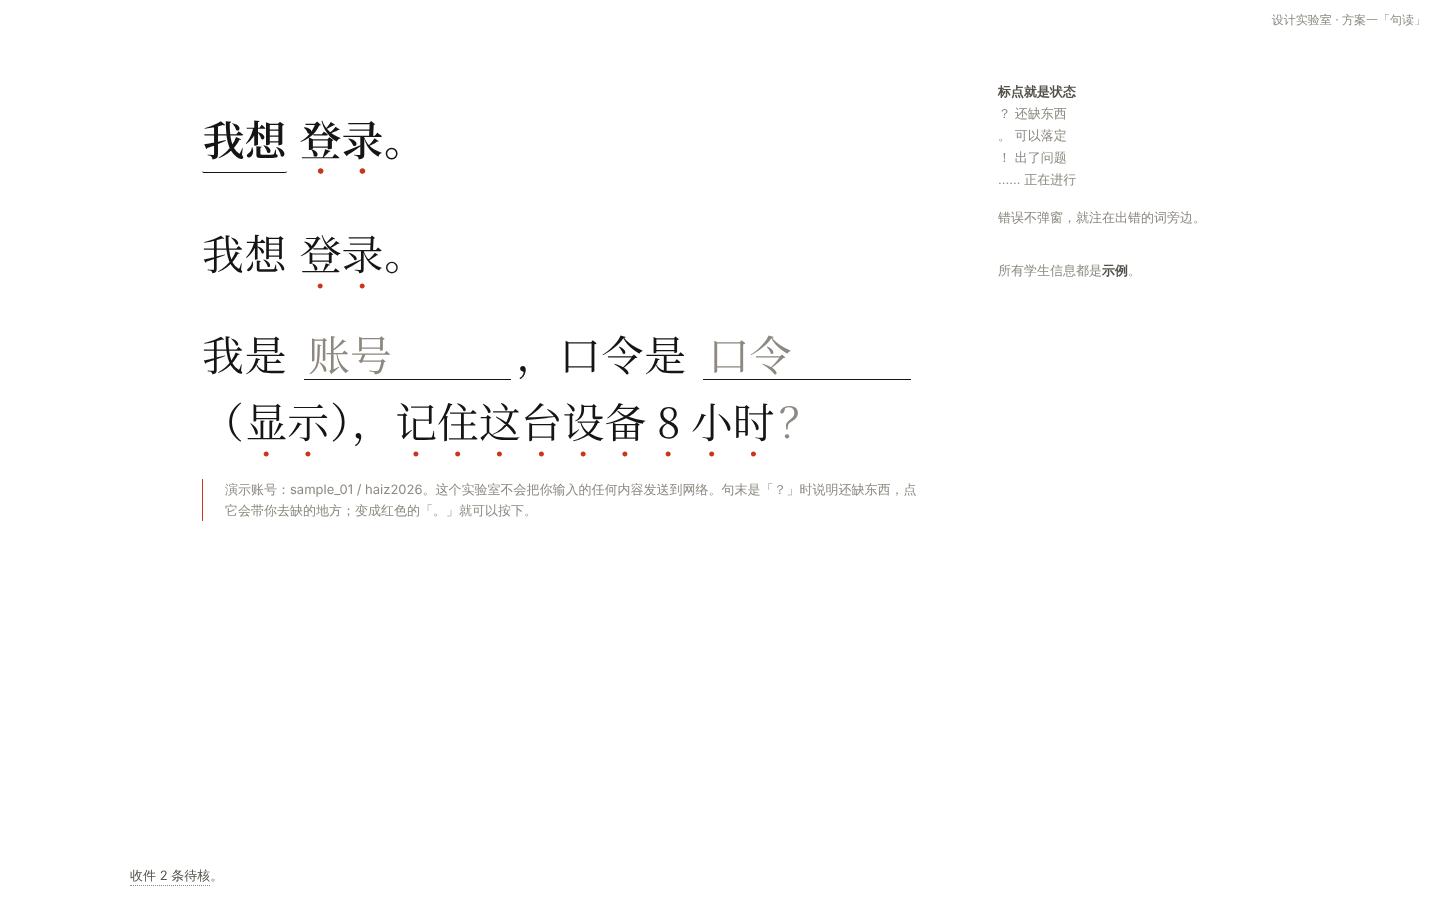 设计实验室 · 方案一「句读」
我想 登录。
我想 登录。
我是 账号 ，口令是 口令
（显示），记住这台设备 8 小时？
演示账号：sample_01 / haiz2026。这个实验室不会把你输入的任何内容发送到网络。句末是「？」时说明还缺东西，点
它会带你去缺的地方；变成红色的「。」就可以按下。
标点就是状态
？ 还缺东西
。 可以落定
！ 出了问题
…… 正在进行
错误不弹窗，就注在出错的词旁边。
所有学生信息都是示例。
收件 2 条待核。